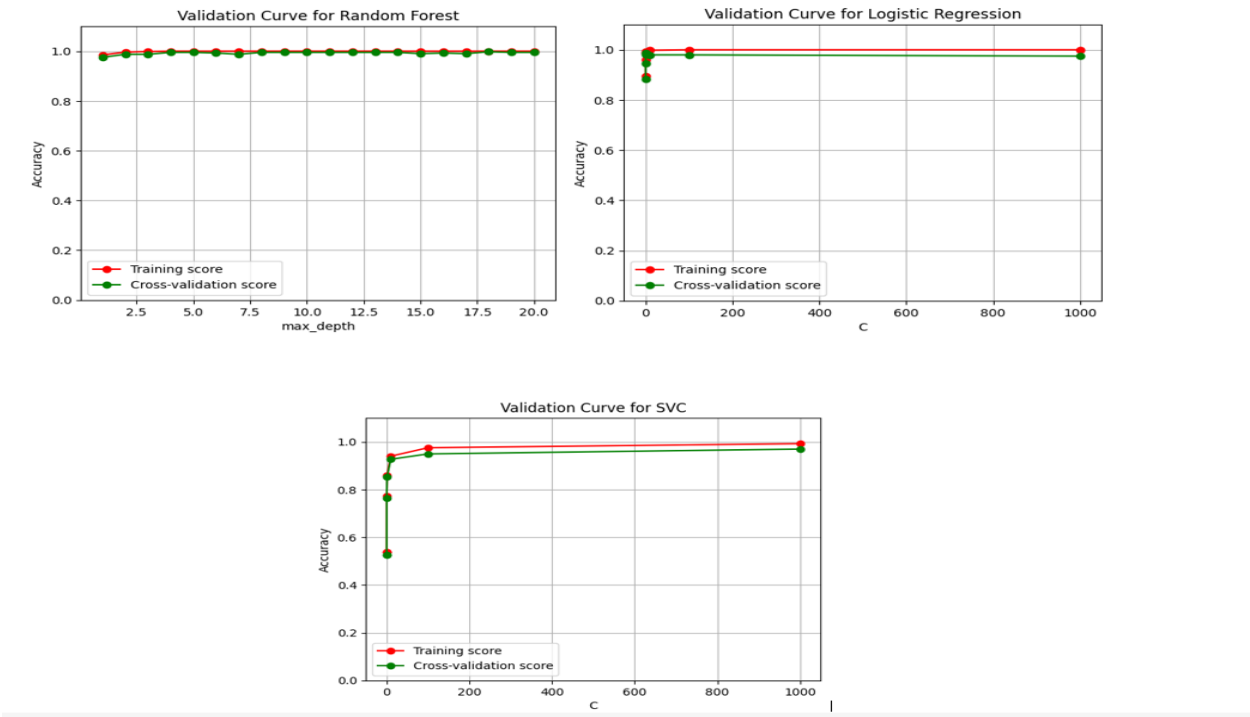 Validation Curve for Random Forest
1.0
0.8
0.6
0.4
0.2
0.0
Accuracy
Training score
Cross-validation score
2.5 5.0 7.5 10.0 12.5 15.0 17.5 20.0
max_depth
Validation Curve for Logistic Regression
1.0
0.8
0.6
0.4
0.2
0.0
Accuracy
Training score
Cross-validation score
0 200 400 600 800 1000
C
Validation Curve for SVC
1.0
0.8
0.6
0.4
0.2
0.0
Accuracy
Training score
Cross-validation score
0 200 400 600 800 1000
C